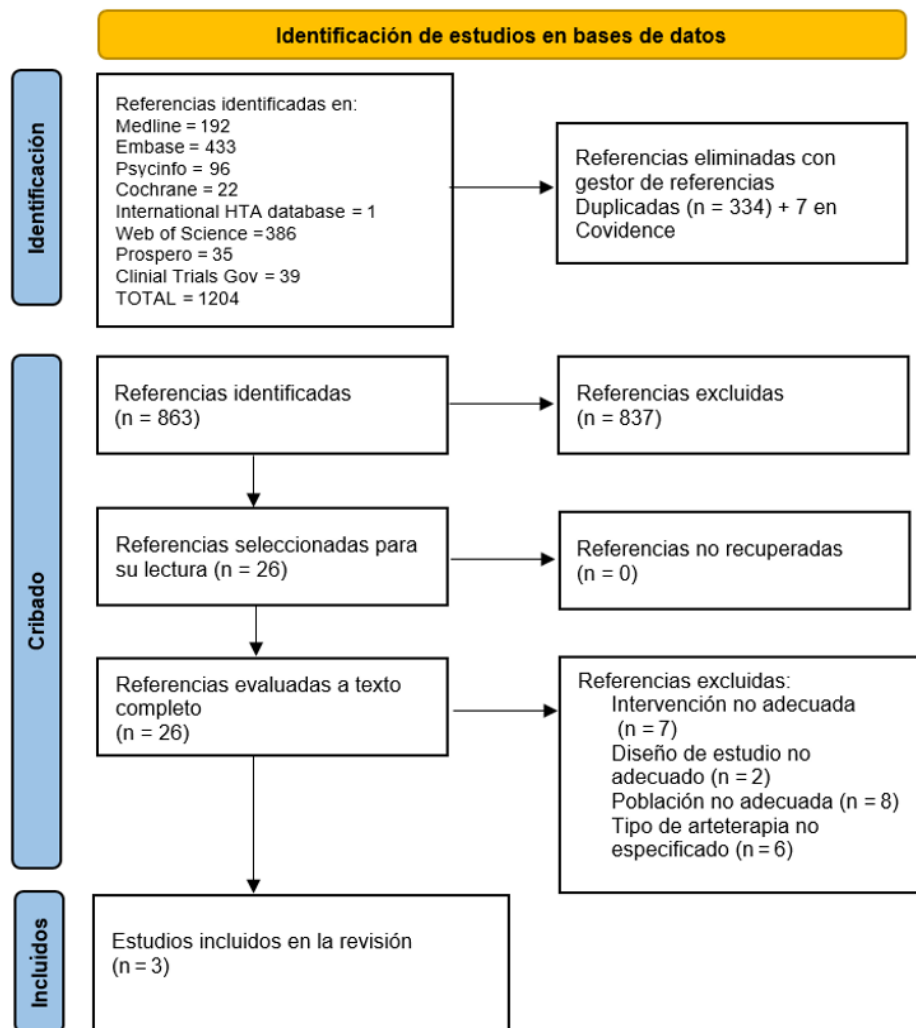 Identificación de estudios en bases de datos
Identificación
Referencias identificadas en:
Medline = 192
Embase = 433
Psycinfo = 96
Cochrane = 22
International HTA database = 1
Web of Science =386
Prospero = 35
Clinial Trials Gov = 39
TOTAL = 1204
Referencias eliminadas con
gestor de referencias
Duplicadas (n = 334) + 7 en
Covidence
Cribado
Referencias identificadas
(n = 863)
Referencias excluidas
(n = 837)
Referencias seleccionadas para
su lectura (n = 26)
Referencias no recuperadas
(n = 0)
Referencias evaluadas a texto
completo
(n = 26)
Referencias excluidas:
Intervención no adecuada
(n = 7)
Diseño de estudio no
adecuado (n = 2)
Población no adecuada (n = 8)
Tipo de arteterapia no
especificado (n = 6)
Incluidos
Estudios incluidos en la revisión
(n = 3)